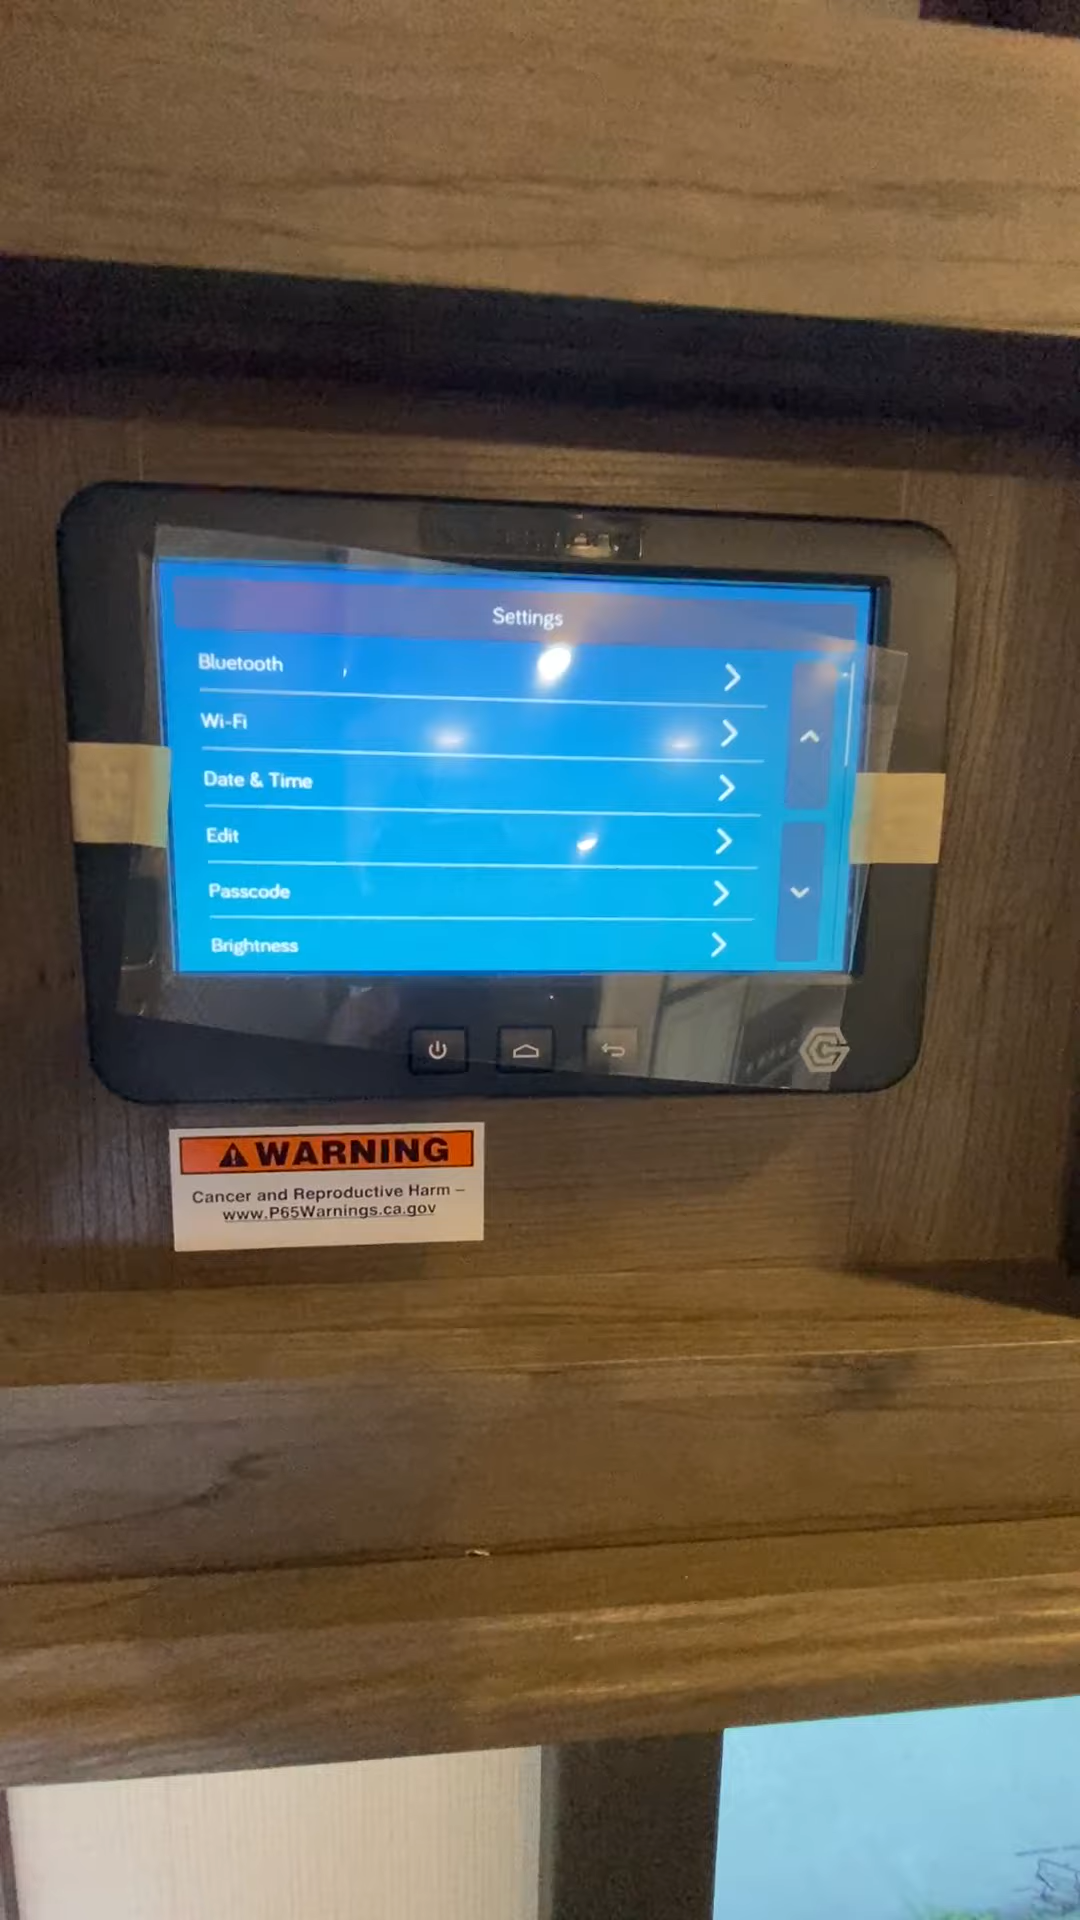 Settings
Bluetooth
Wi-Fi
Date & Time
Edit
Passcode
Brightness
WARNING
Cancer and Reproductive Harm –
www.P65Warnings.ca.gov